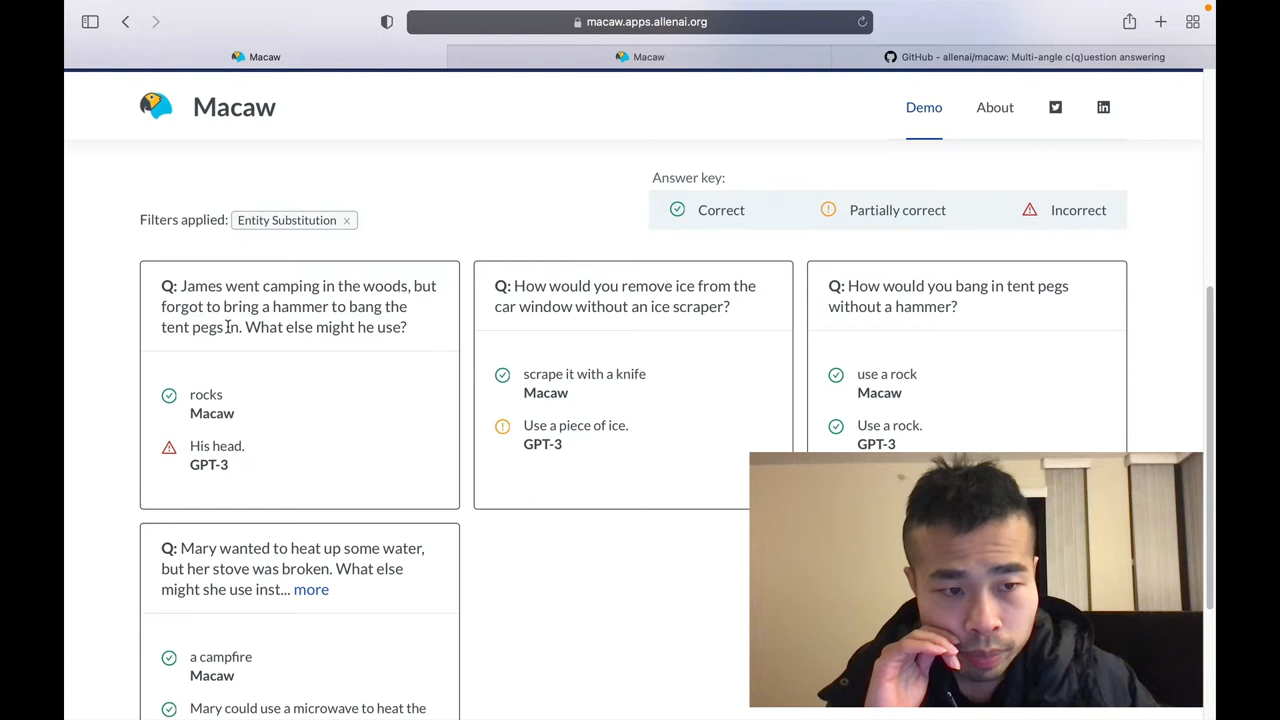 macaw.apps.allenai.org
Macaw
Macaw
GitHub - allenai/macaw: Multi-angle c(q)uestion answering
Macaw
Demo
About
Answer key:
Filters applied: Entity Substitution ×
Correct
Partially correct
Incorrect
Q: James went camping in the woods, but
forgot to bring a hammer to bang the
tent pegs in. What else might he use?
rocks
Macaw
His head.
GPT-3
Q: How would you remove ice from the
car window without an ice scraper?
scrape it with a knife
Macaw
Use a piece of ice.
GPT-3
Q: How would you bang in tent pegs
without a hammer?
use a rock
Macaw
Use a rock.
GPT-3
Q: Mary wanted to heat up some water,
but her stove was broken. What else
might she use inst... more
a campfire
Macaw
Mary could use a microwave to heat the